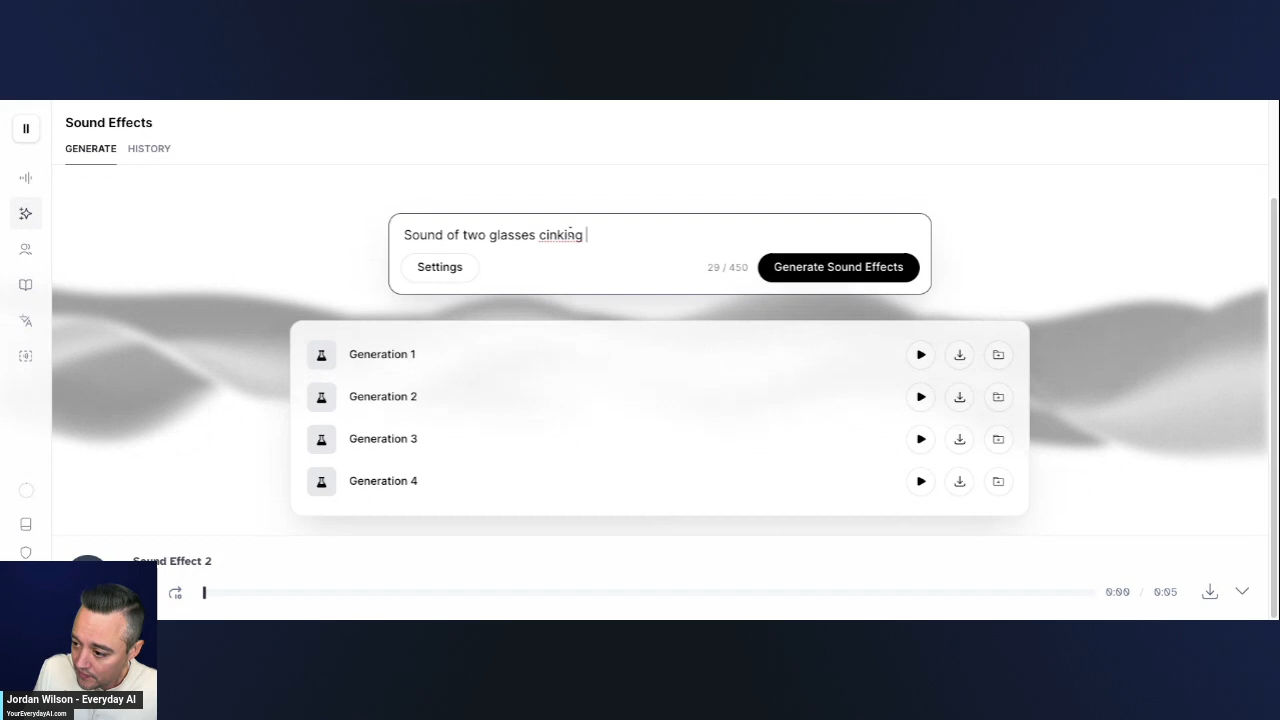 Sound Effects
GENERATE HISTORY
Sound of two glasses cinking
Settings
29 / 450
Generate Sound Effects
Generation 1
Generation 2
Generation 3
Generation 4
Sound Effect 2
0:00 / 0:05
Jordan Wilson - Everyday AI
YourEverydayAI.com